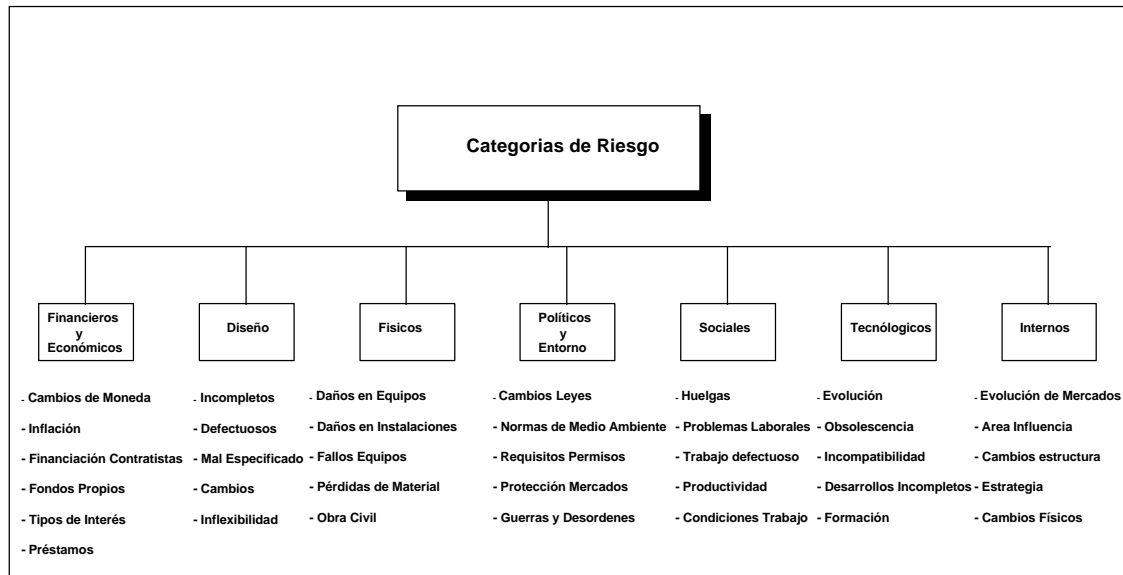 Categorias de Riesgo
Financieros
y
Económicos
Diseño
Fisicos
Políticos
y
Entorno
Sociales
Tecnólogicos
Internos
- Cambios de Moneda
- Inflación
- Financiación Contratistas
- Fondos Propios
- Tipos de Interés
- Préstamos
- Incompletos
- Defectuosos
- Mal Especificado
- Cambios
- Inflexibilidad
- Daños en Equipos
- Daños en Instalaciones
- Fallos Equipos
- Pérdidas de Material
- Obra Civil
- Cambios Leyes
- Normas de Medio Ambiente
- Requisitos Permisos
- Protección Mercados
- Guerras y Desordenes
- Huelgas
- Problemas Laborales
- Trabajo defectuoso
- Productividad
- Condiciones Trabajo
- Evolución
- Obsolescencia
- Incompatibilidad
- Desarrollos Incompletos
- Formación
- Evolución de Mercados
- Area Influencia
- Cambios estructura
- Estrategia
- Cambios Físicos